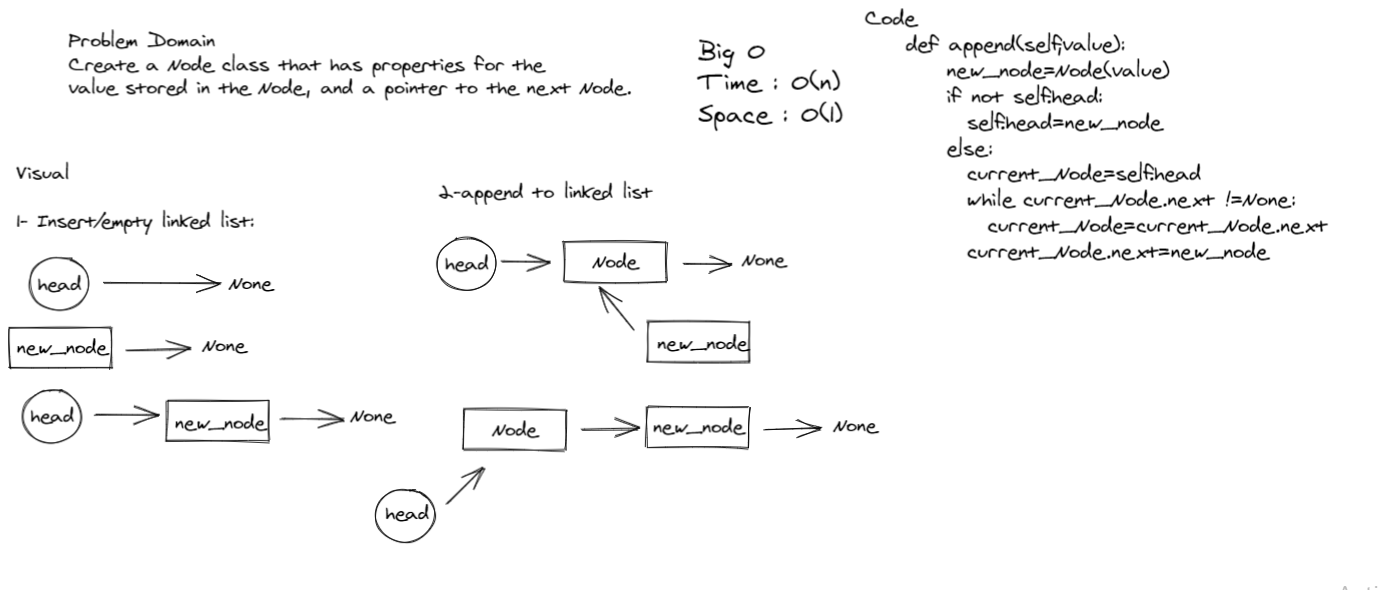 Problem Domain
Create a Node class that has properties for the
value stored in the Node, and a pointer to the next Node.
Big O
Time : O(n)
Space : O(1)
Code
def append(self,value):
new_node=Node(value)
if not self.head:
self.head=new_node
else:
current_Node=self.head
while current_Node.next !=None:
current_Node=current_Node.next
current_Node.next=new_node
Visual
1- Insert/empty linked list:
head
None
new_node
None
head
new_node
None
2-append to linked list
head
Node
None
new_node
Node
new_node
None
head